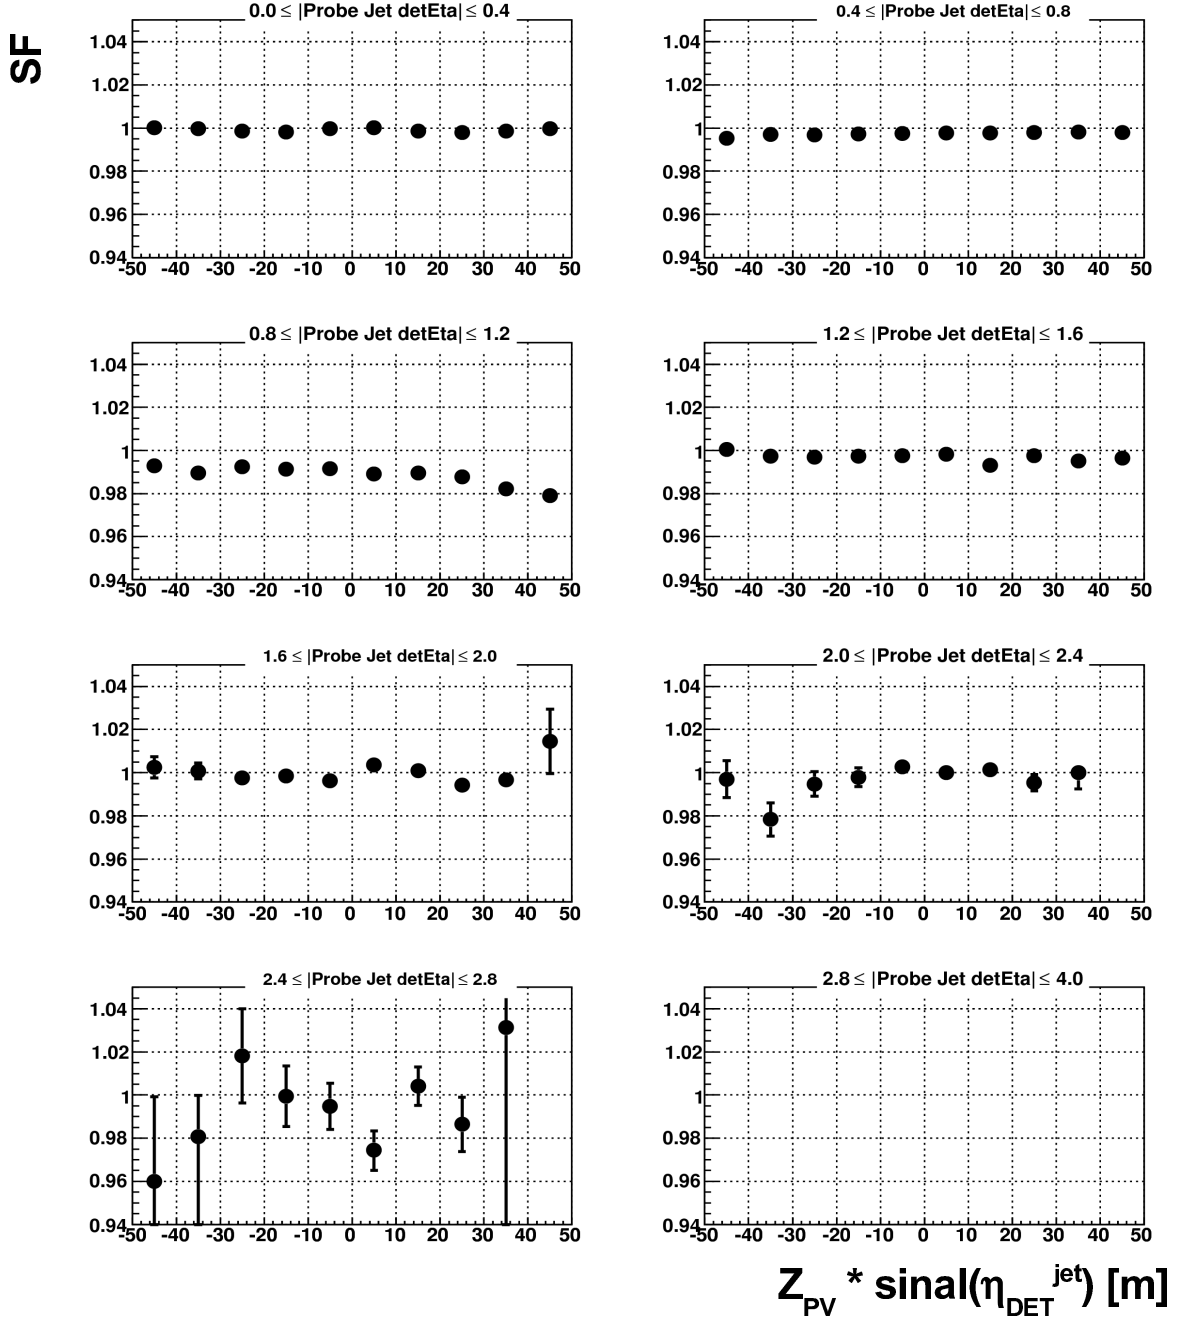 SF
0.0 ≤ |Probe Jet detEta| ≤ 0.4
1.04
1.02
1
0.98
0.96
0.94
-50 -40 -30 -20 -10 0 10 20 30 40 50
0.4 ≤ |Probe Jet detEta| ≤ 0.8
1.04
1.02
1
0.98
0.96
0.94
-50 -40 -30 -20 -10 0 10 20 30 40 50
0.8 ≤ |Probe Jet detEta| ≤ 1.2
1.04
1.02
1
0.98
0.96
0.94
-50 -40 -30 -20 -10 0 10 20 30 40 50
1.2 ≤ |Probe Jet detEta| ≤ 1.6
1.04
1.02
1
0.98
0.96
0.94
-50 -40 -30 -20 -10 0 10 20 30 40 50
1.6 ≤ |Probe Jet detEta| ≤ 2.0
1.04
1.02
1
0.98
0.96
0.94
-50 -40 -30 -20 -10 0 10 20 30 40 50
2.0 ≤ |Probe Jet detEta| ≤ 2.4
1.04
1.02
1
0.98
0.96
0.94
-50 -40 -30 -20 -10 0 10 20 30 40 50
2.4 ≤ |Probe Jet detEta| ≤ 2.8
1.04
1.02
1
0.98
0.96
0.94
-50 -40 -30 -20 -10 0 10 20 30 40 50
2.8 ≤ |Probe Jet detEta| ≤ 4.0
1.04
1.02
1
0.98
0.96
0.94
-50 -40 -30 -20 -10 0 10 20 30 40 50
Z_PV * sinal(η_DET^jet) [m]